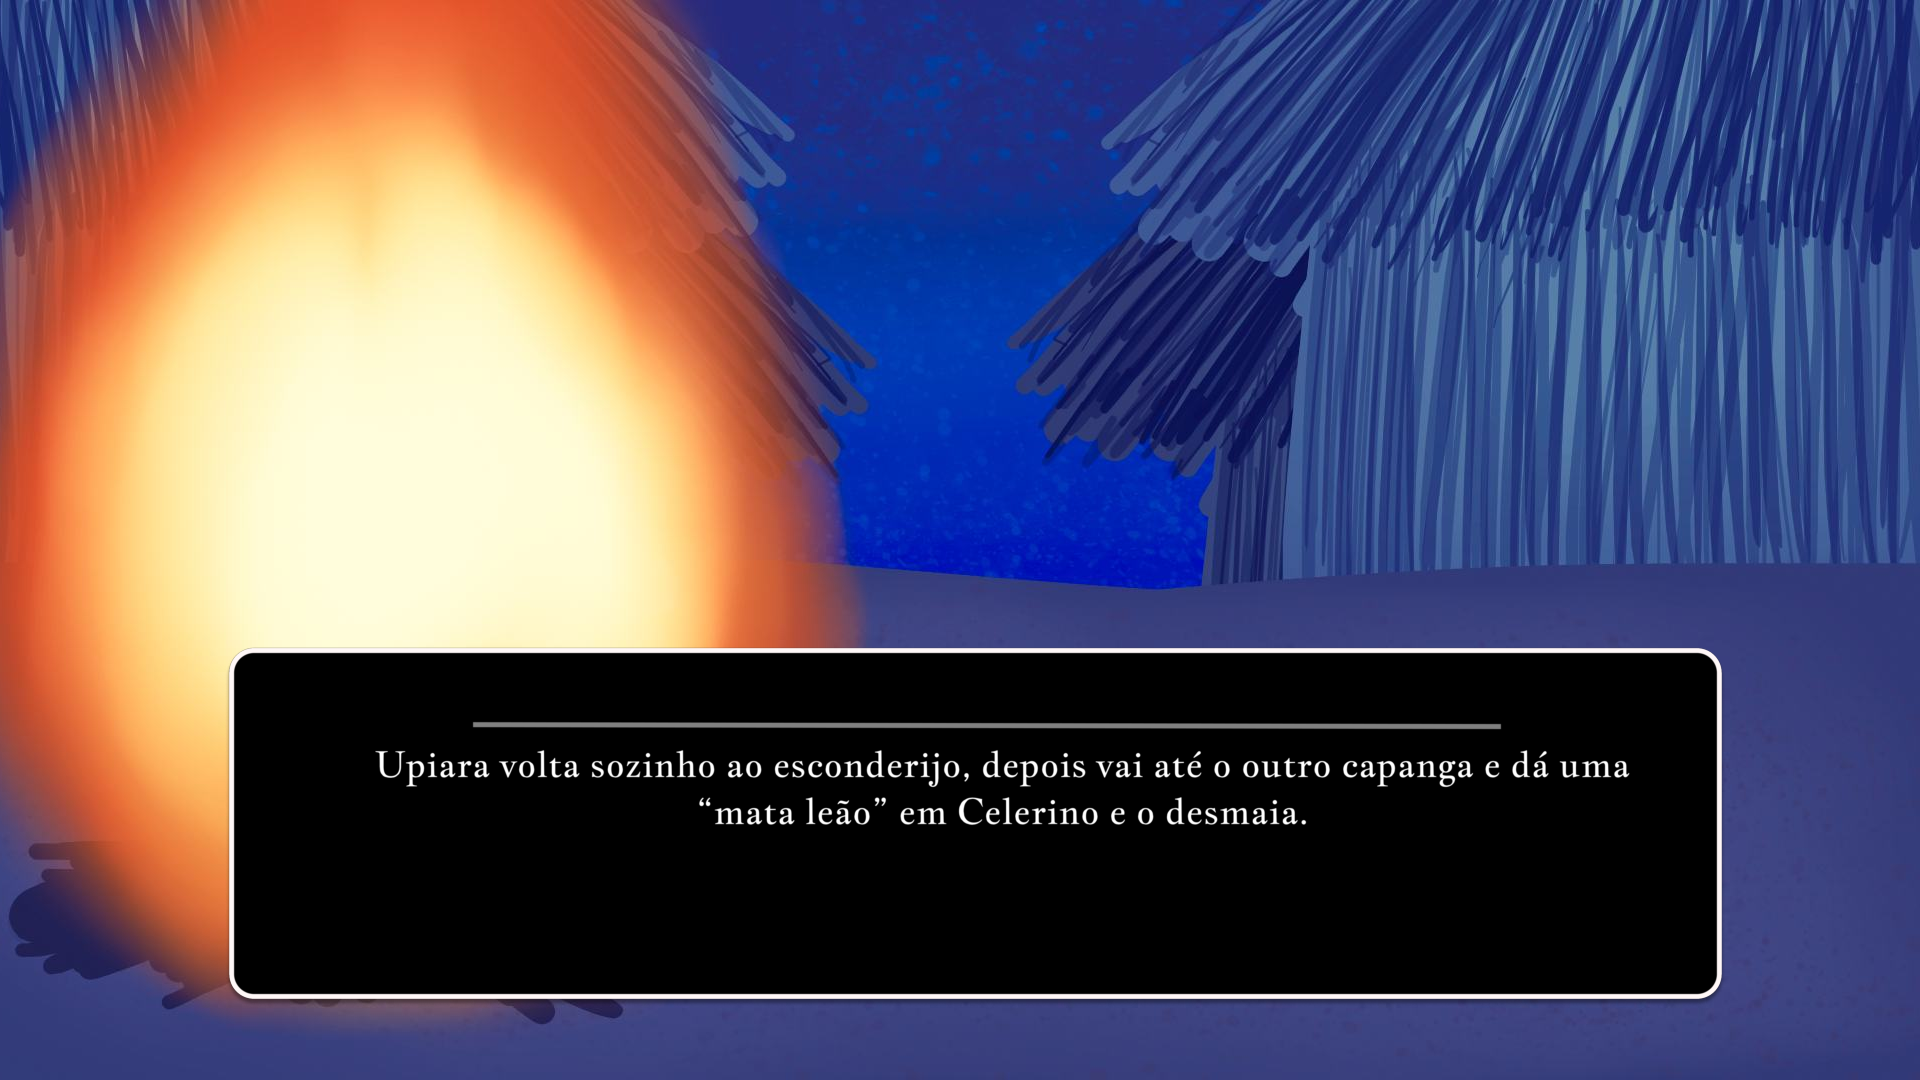 Upiara volta sozinho ao esconderijo, depois vai até o outro capanga e dá uma
“mata leão” em Celerino e o desmaia.